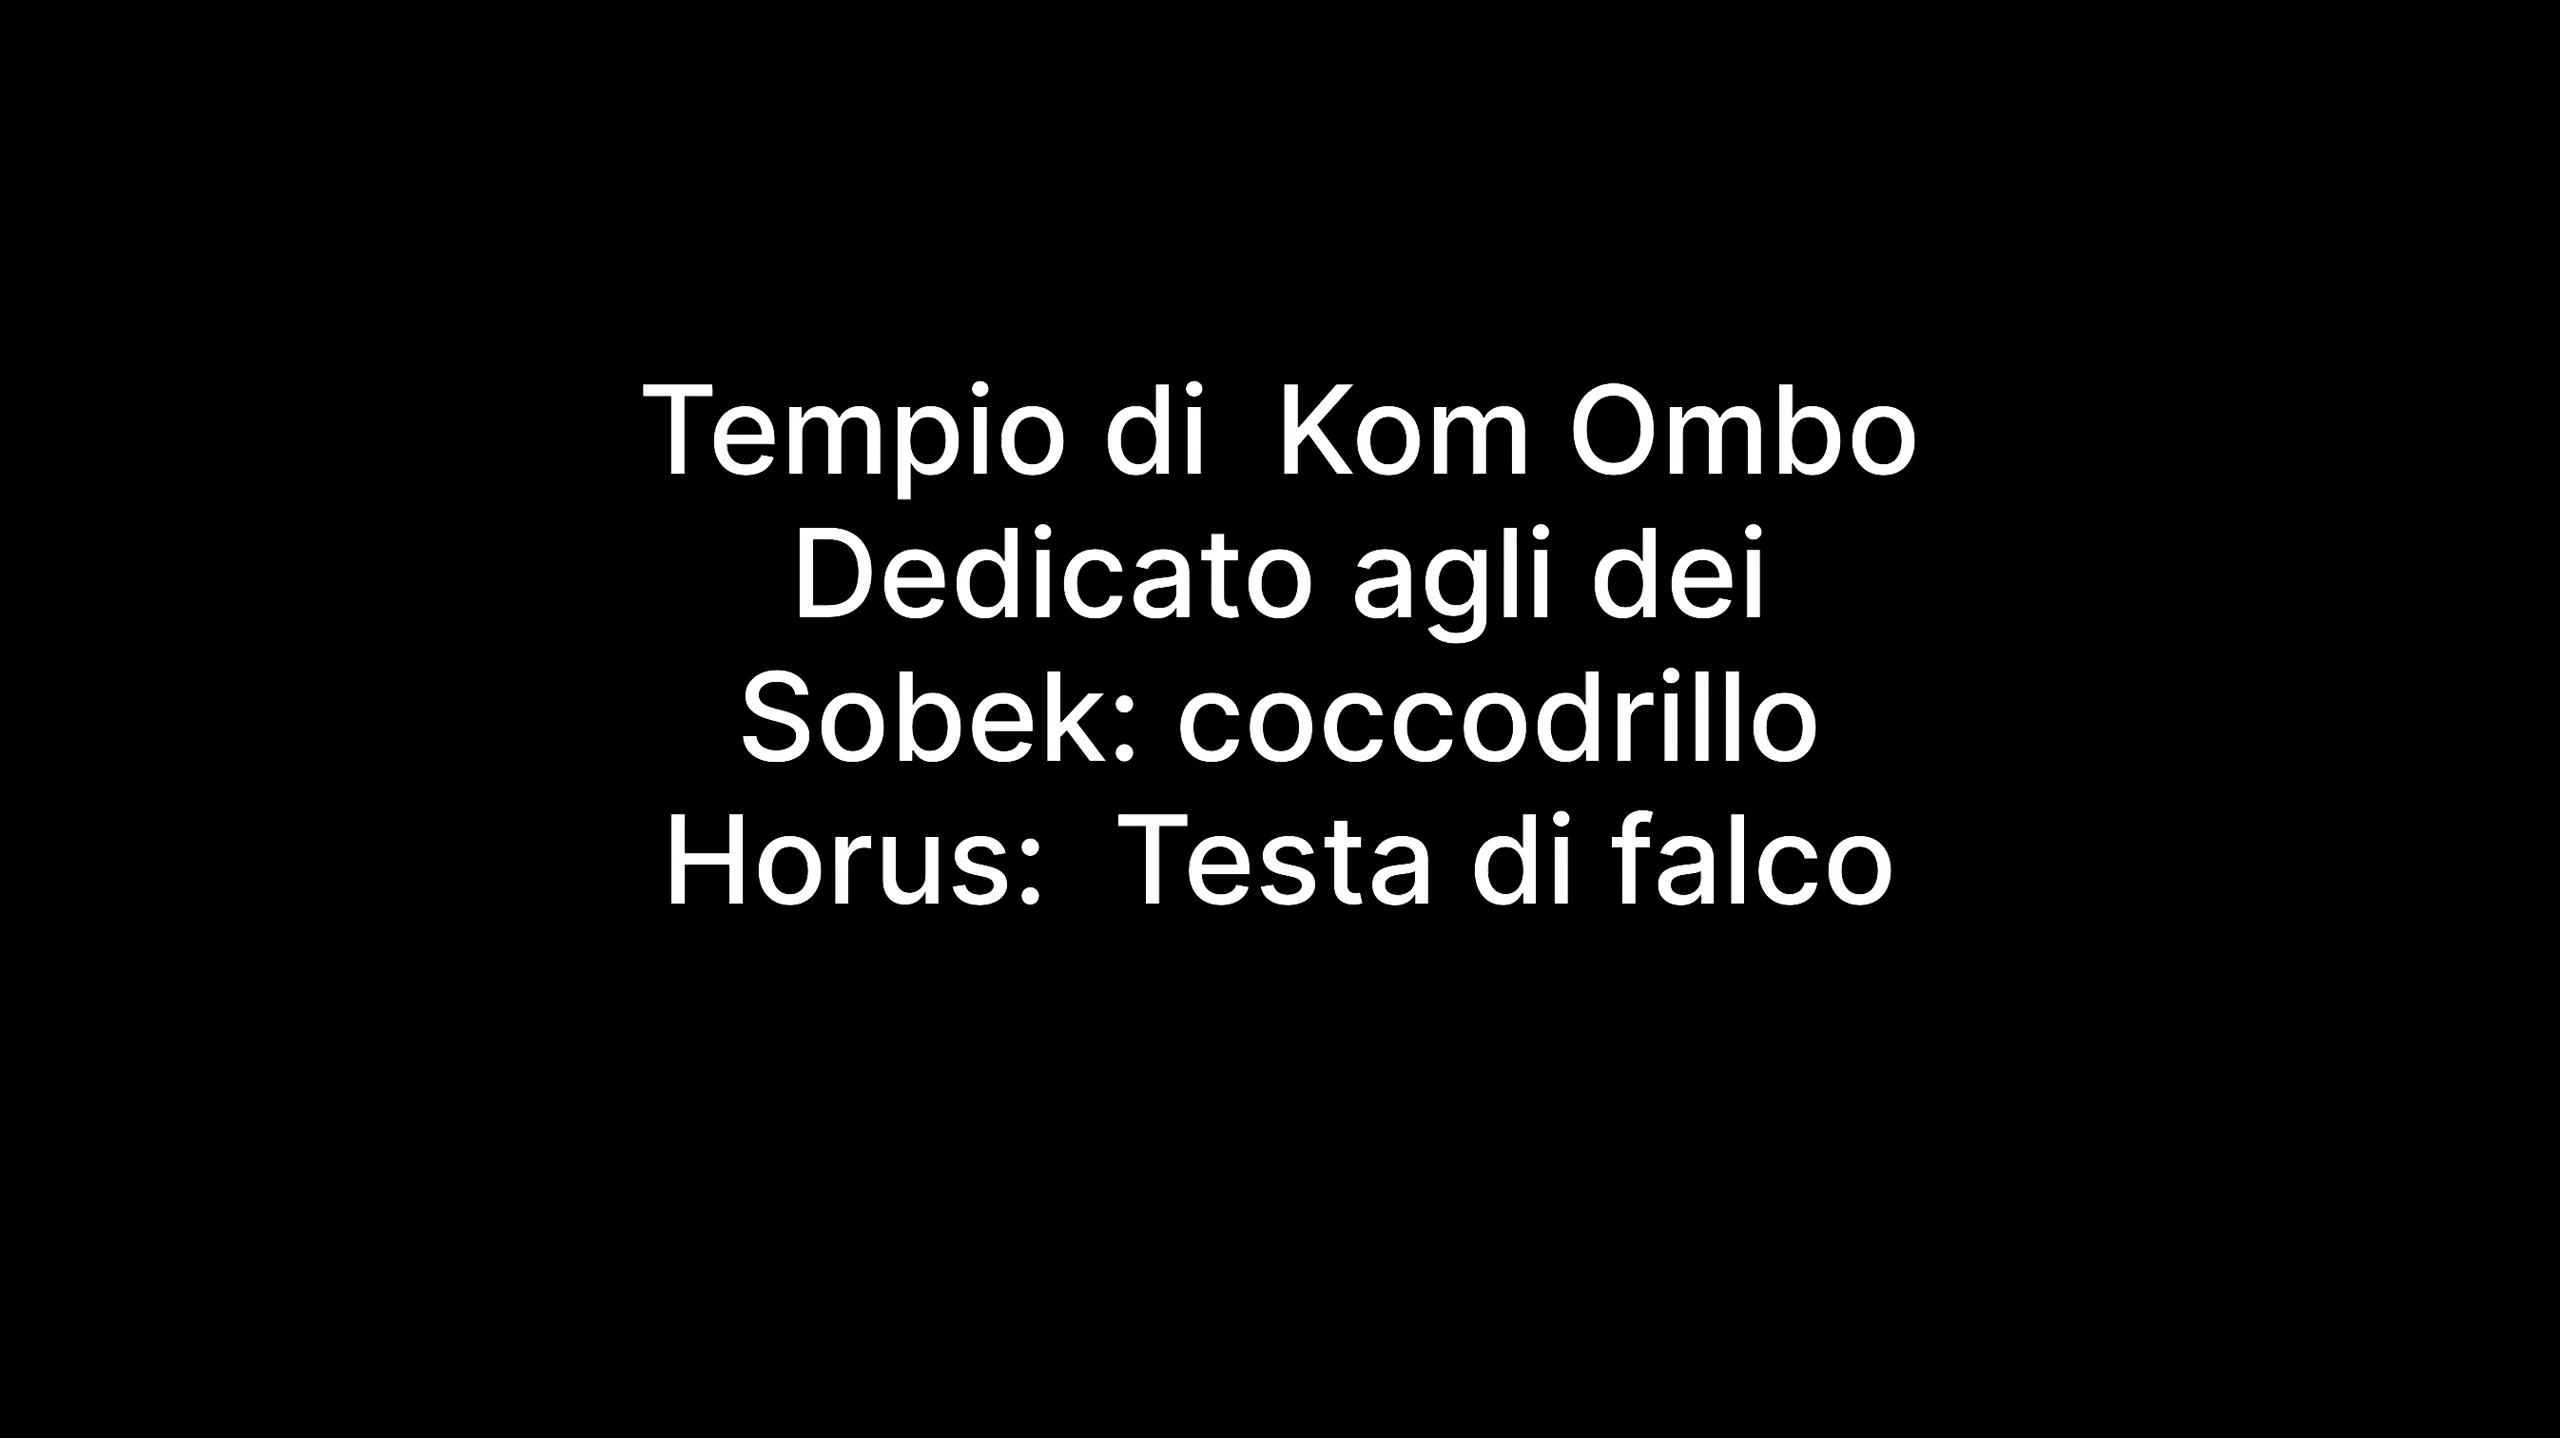 Tempio di  Kom Ombo
Dedicato agli dei
Sobek: coccodrillo
Horus:  Testa di falco